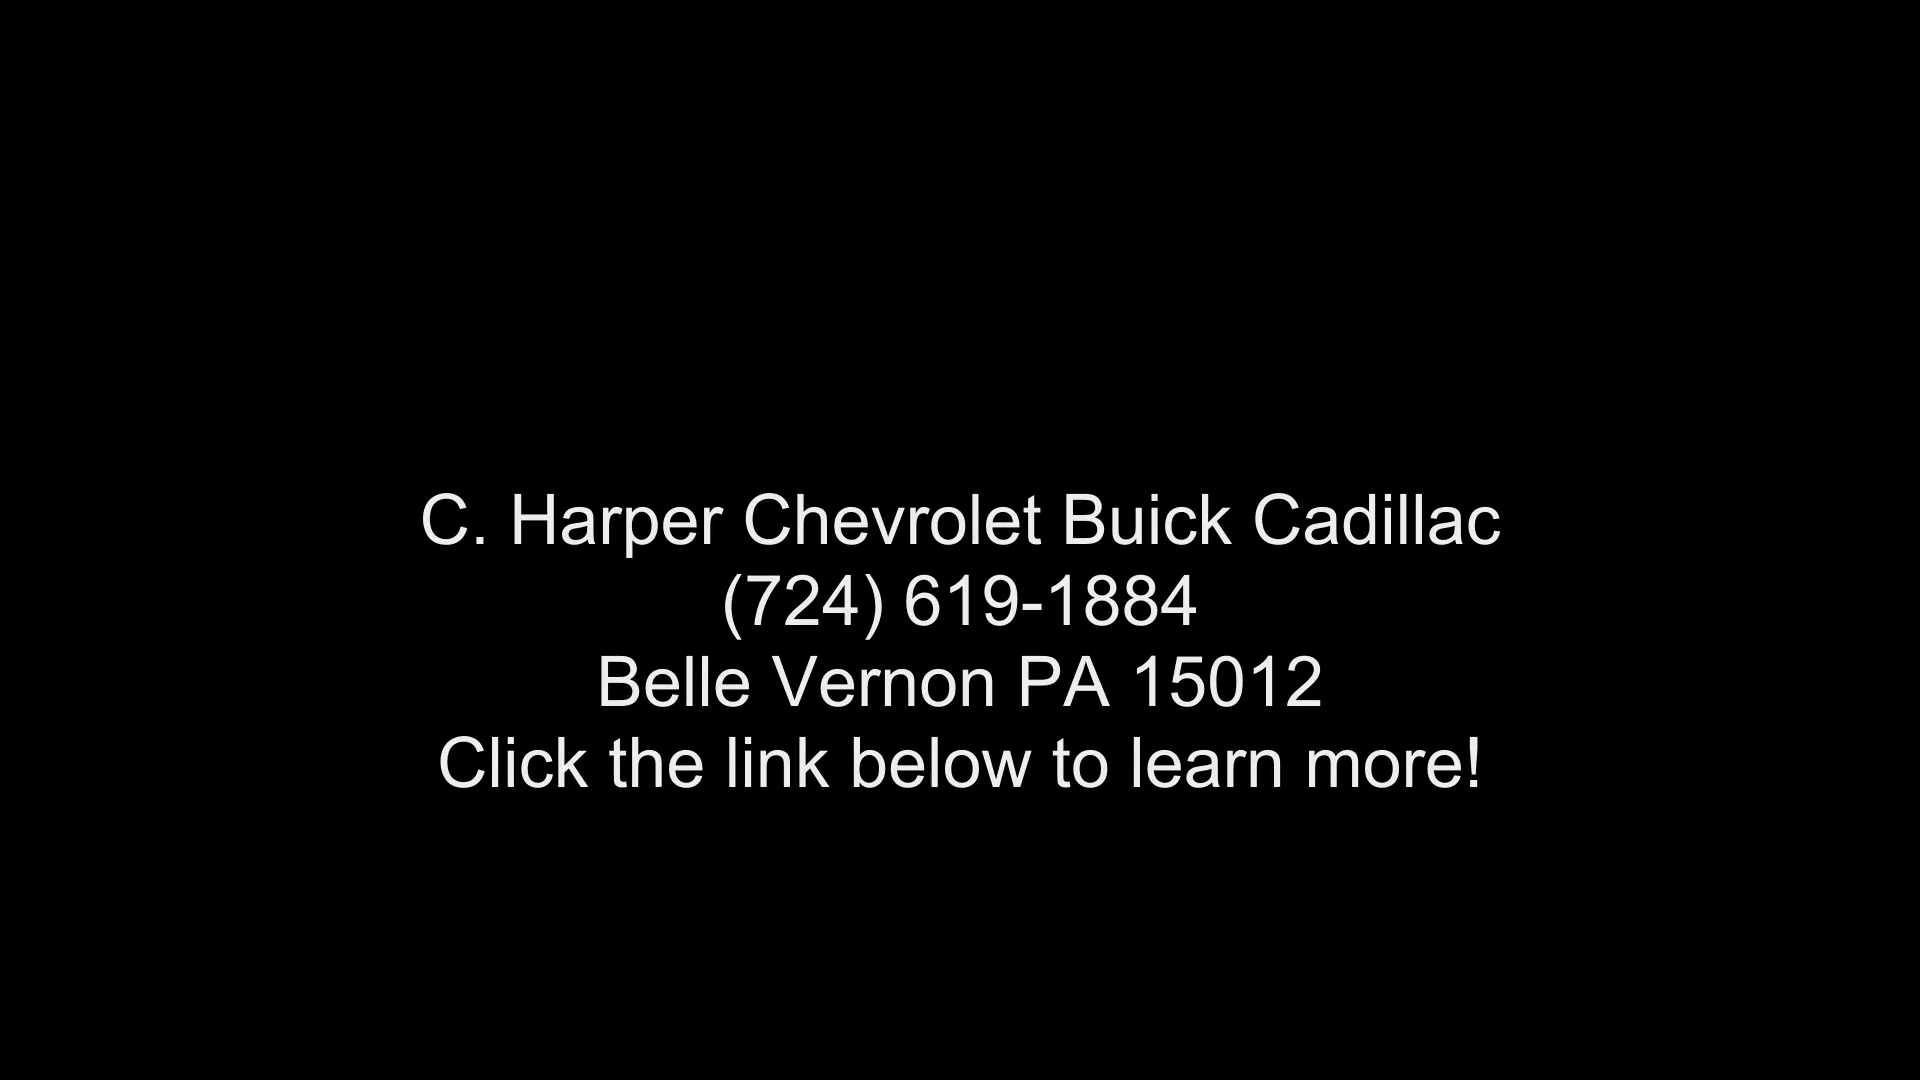 C. Harper Chevrolet Buick Cadillac
(724) 619-1884
Belle Vernon PA 15012
Click the link below to learn more!